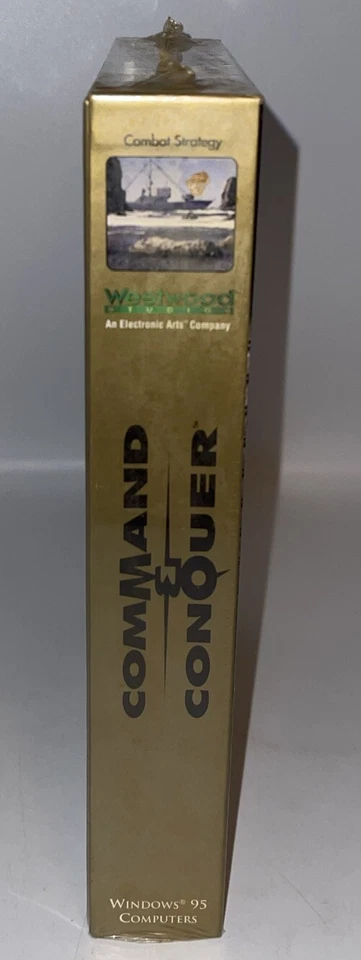 Combat Strategy
Westwood
STUDIOS
An Electronic Arts™ Company
COMMAND
&
CONQUER
WINDOWS® 95
COMPUTERS